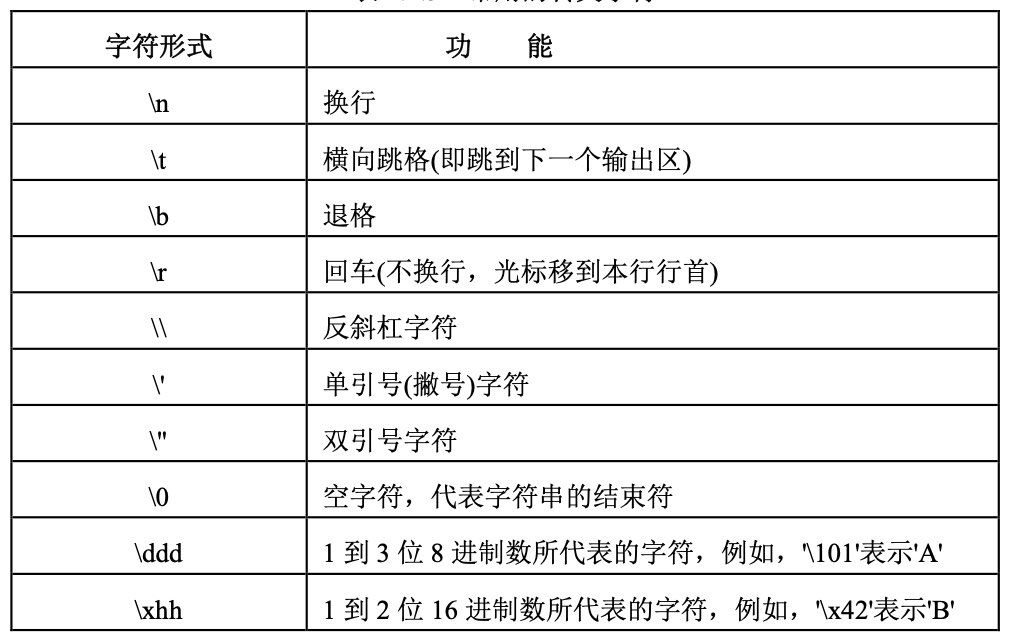 字符形式 功 能
\n 换行
\t 横向跳格(即跳到下一个输出区)
\b 退格
\r 回车(不换行，光标移到本行行首)
\\ 反斜杠字符
\' 单引号(撇号)字符
\" 双引号字符
\0 空字符，代表字符串的结束符
\ddd 1 到 3 位 8 进制数所代表的字符，例如，'\101'表示'A'
\xhh 1 到 2 位 16 进制数所代表的字符，例如，'\x42'表示'B'